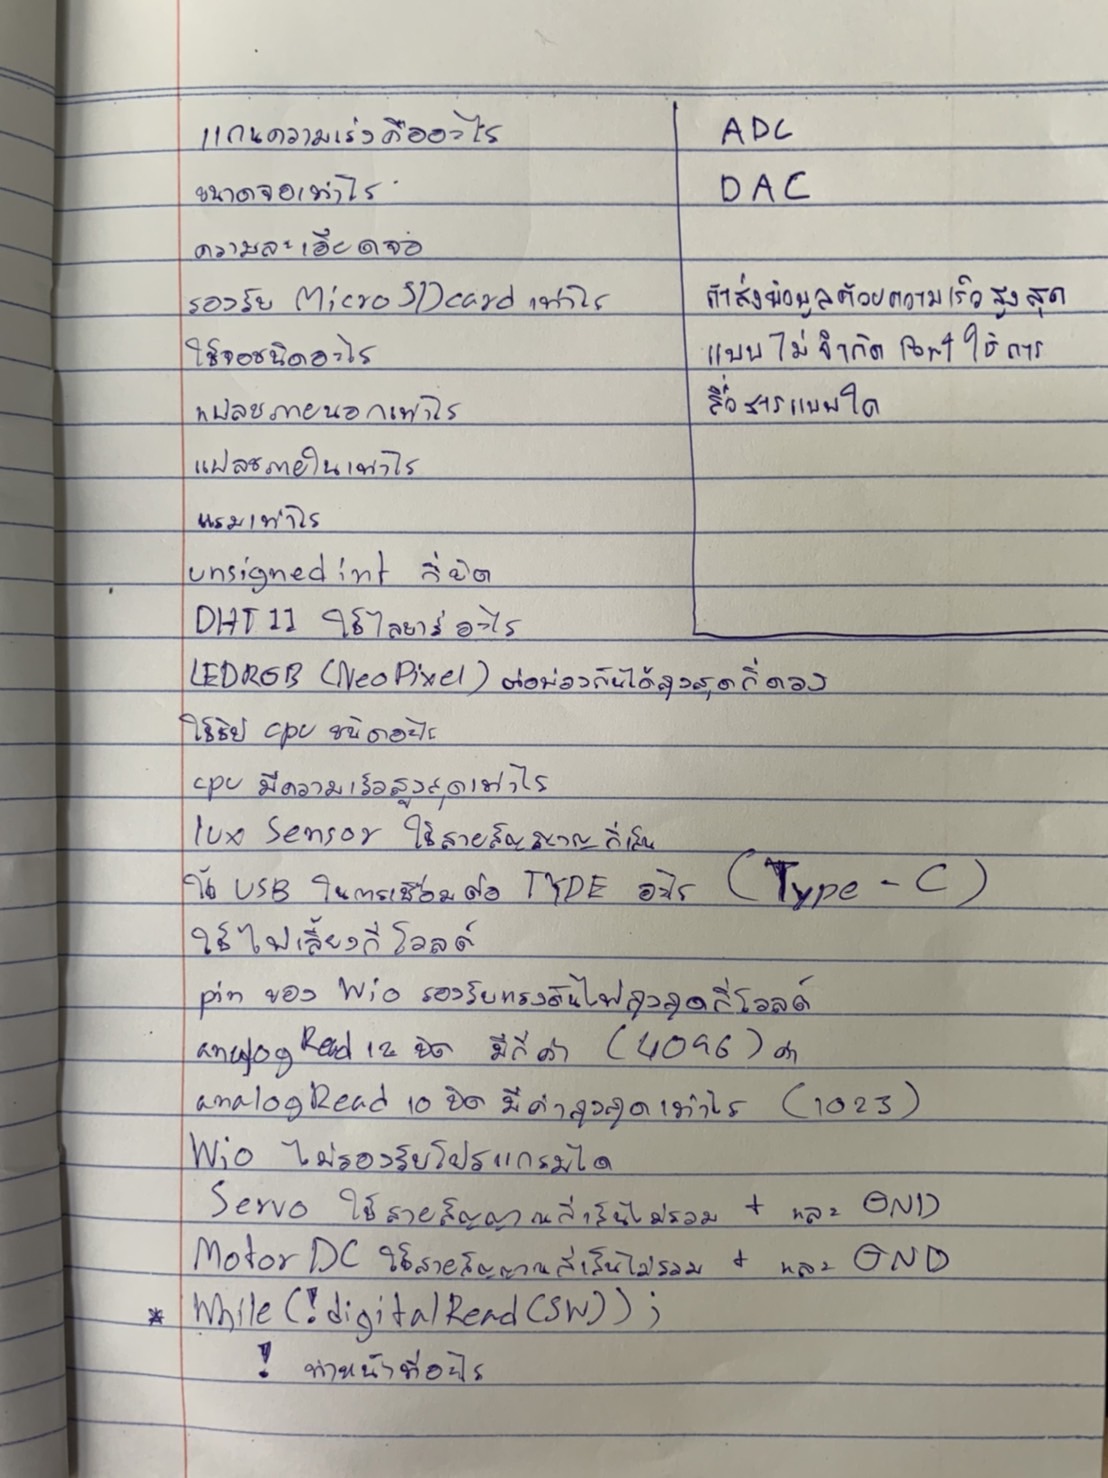 แกนความเร่งคืออะไร
ขนาดจอเท่าไร
ความละเอียดจอ
รองรับ Micro SDcard เท่าไร
ใช้จอชนิดอะไร
แฟลชภายนอกเท่าไร
แฟลชภายในเท่าไร
แรมเท่าไร
unsigned int กี่บิต
DHT11 ใช้ไลบารี่อะไร
LEDRGB (NeoPixel) ต่อพ่วงกันได้สูงสุดกี่ดวง
ใช้ชิป cpu ชนิดอะไร
cpu มีความเร็วสูงสุดเท่าไร
lux Sensor ใช้สายสัญญาณกี่เส้น
ใช้ USB ในการเชื่อมต่อ TYPE อะไร (Type-C)
ใช้ไฟเลี้ยงกี่โวลต์
pin ของ Wio รองรับแรงดันไฟสูงสุดกี่โวลต์
analogRead 12 บิต มีกี่ค่า (4096) ค่า
analogRead 10 บิต มีค่าสูงสุดเท่าไร (1023)
Wio ไม่รองรับโปรแกรมใด
Servo ใช้สายสัญญาณกี่เส้นไม่รวม + และ GND
Motor DC ใช้สายสัญญาณกี่เส้นไม่รวม + และ GND
* While (!digitalRead(SW));
! ทำหน้าที่อะไร
ADC
DAC
ถ้าส่งข้อมูลด้วยความเร็วสูงสุด
แบบไม่จำกัด Port ใช้การ
สื่อสารแบบใด